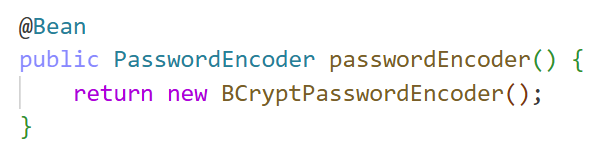 @Bean
public PasswordEncoder passwordEncoder() {
    return new BCryptPasswordEncoder();
}